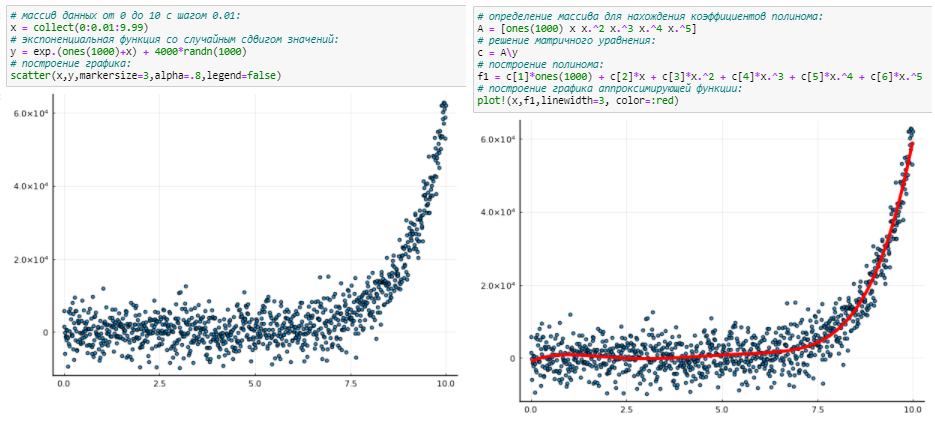 # массив данных от 0 до 10 с шагом 0.01:
x = collect(0:0.01:9.99)
# экспоненциальная функция со случайным сдвигом значений:
y = exp.(ones(1000)+x) + 4000*randn(1000)
# построение графика:
scatter(x,y,markersize=3,alpha=.8,legend=false)
6.0×10⁴
4.0×10⁴
2.0×10⁴
0
0.0 2.5 5.0 7.5 10.0
# определение массива для нахождения коэффициентов полинома:
A = [ones(1000) x x.^2 x.^3 x.^4 x.^5]
# решение матричного уравнения:
c = A\y
# построение полинома:
f1 = c[1]*ones(1000) + c[2]*x + c[3]*x.^2 + c[4]*x.^3 + c[5]*x.^4 + c[6]*x.^5
# построение графика аппроксимирующей функции:
plot!(x,f1,linewidth=3, color=:red)
6.0×10⁴
4.0×10⁴
2.0×10⁴
0
0.0 2.5 5.0 7.5 10.0